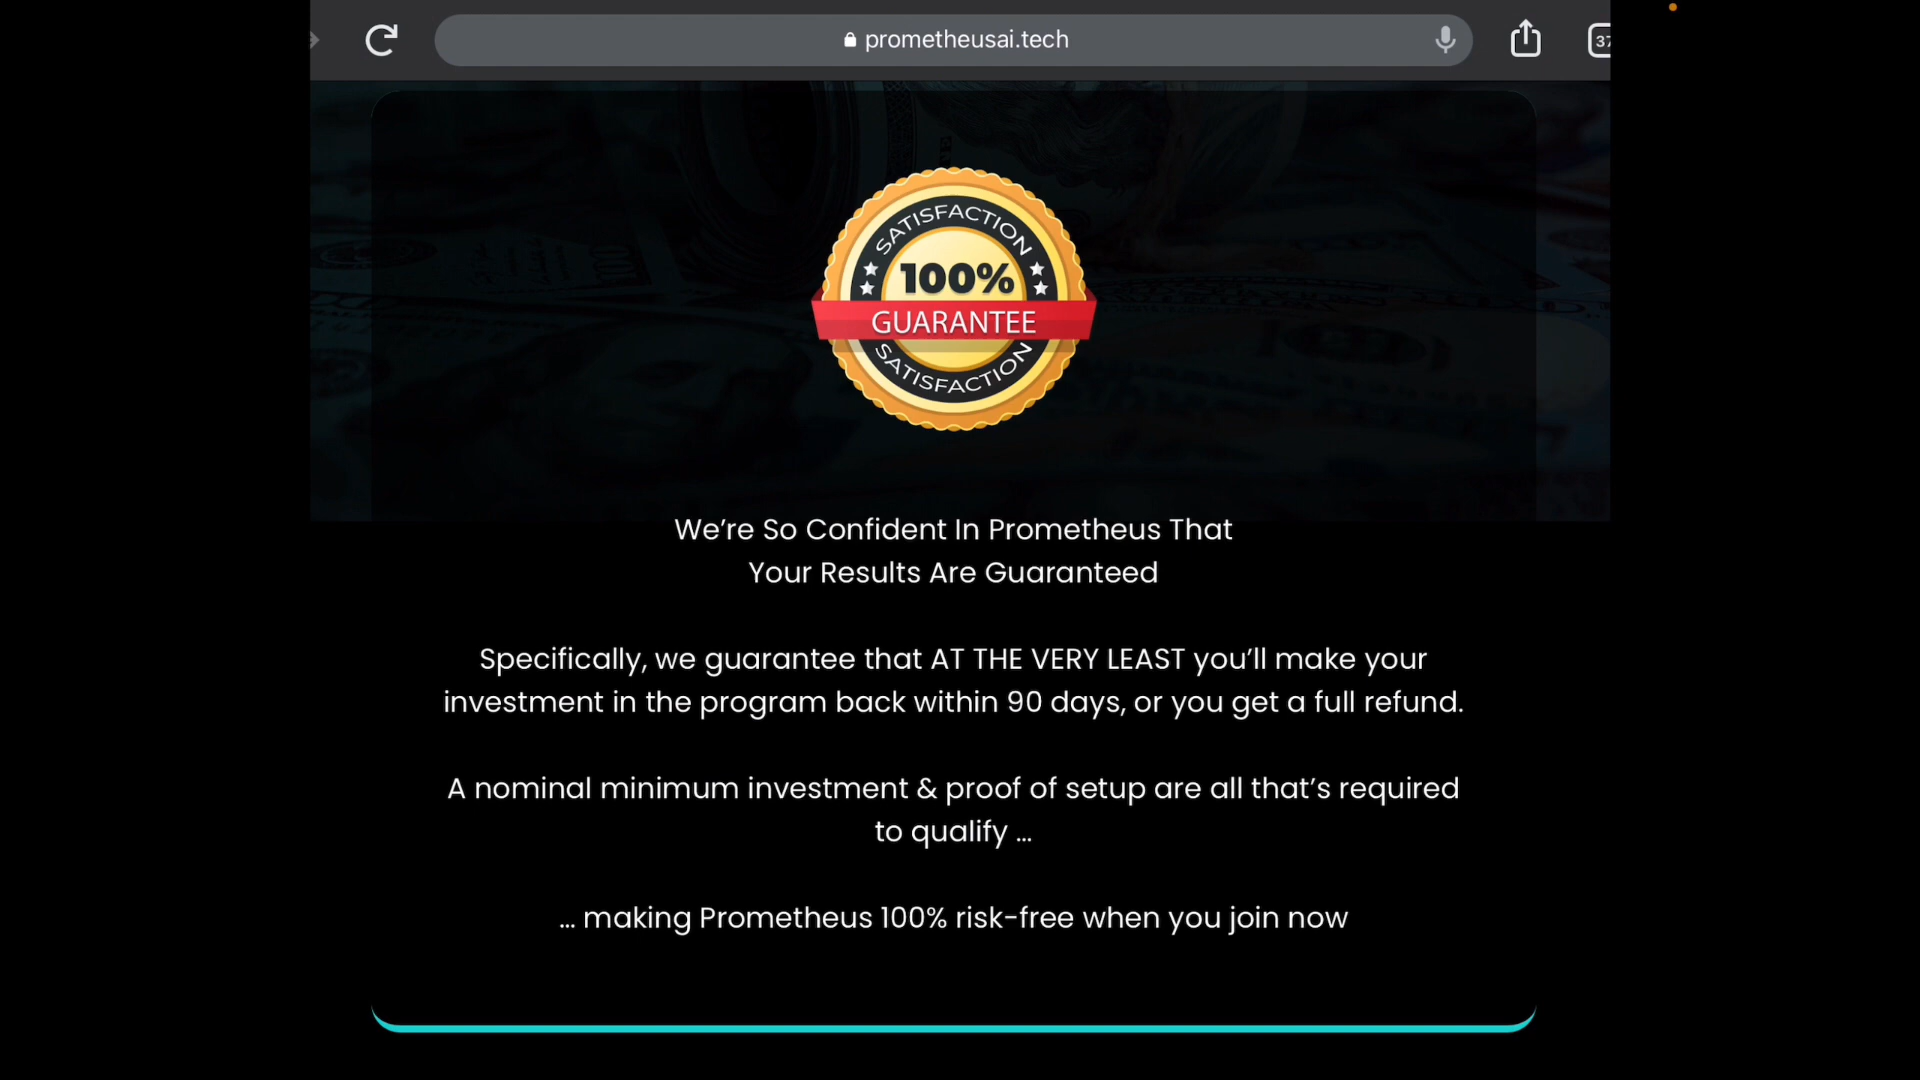 prometheusai.tech
SATISFACTION
100%
GUARANTEE
SATISFACTION
We’re So Confident In Prometheus That
Your Results Are Guaranteed
Specifically, we guarantee that AT THE VERY LEAST you’ll make your
investment in the program back within 90 days, or you get a full refund.
A nominal minimum investment & proof of setup are all that’s required
to qualify ...
... making Prometheus 100% risk-free when you join now